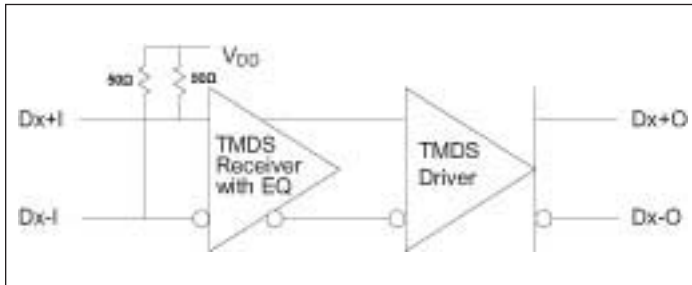 VDD
50Ω 50Ω
Dx+I
Dx+O
TMDS
Receiver
with EQ
TMDS
Driver
Dx-I
Dx-O